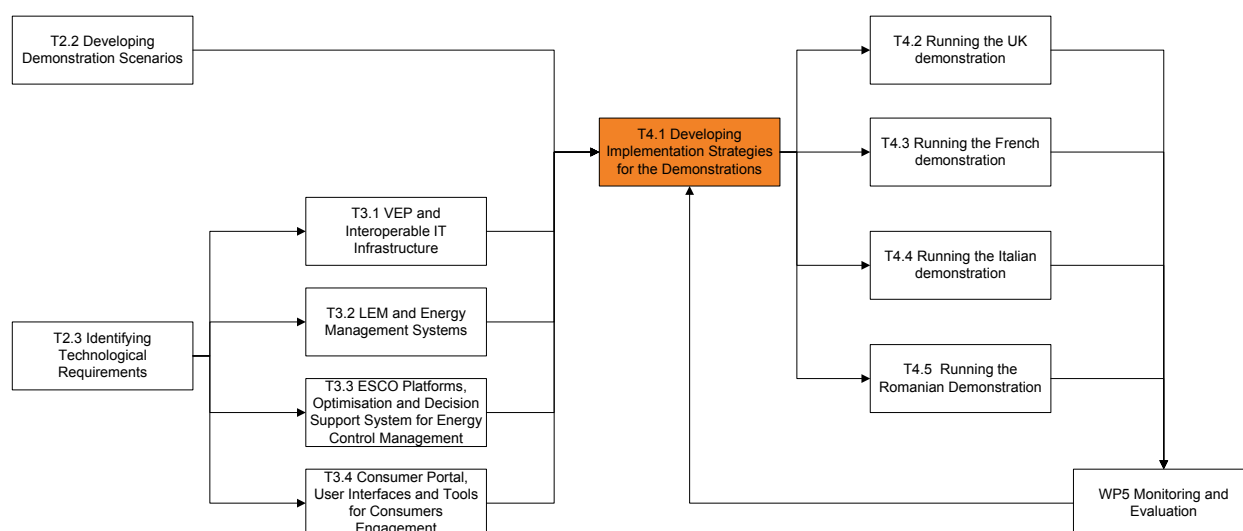 T2.2 Developing
Demonstration Scenarios
T4.2 Running the UK
demonstration
T4.1 Developing
Implementation Strategies
for the Demonstrations
T4.3 Running the French
demonstration
T3.1 VEP and
Interoperable IT
Infrastructure
T4.4 Running the Italian
demonstration
T3.2 LEM and Energy
Management Systems
T2.3 Identifying
Technological
Requirements
T4.5  Running the
Romanian Demonstration
T3.3 ESCO Platforms,
Optimisation and Decision
Support System for Energy
Control Management
T3.4 Consumer Portal,
User Interfaces and Tools
for Consumers
Engagement
WP5 Monitoring and
Evaluation